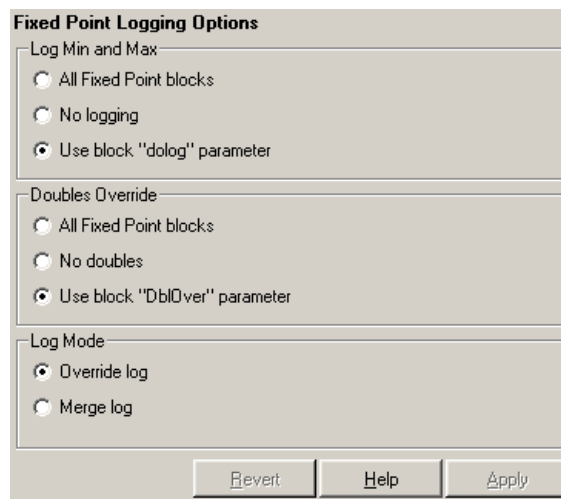 Fixed Point Logging Options
Log Min and Max
All Fixed Point blocks
No logging
Use block "dolog" parameter
Doubles Override
All Fixed Point blocks
No doubles
Use block "DblOver" parameter
Log Mode
Override log
Merge log
Revert Help Apply